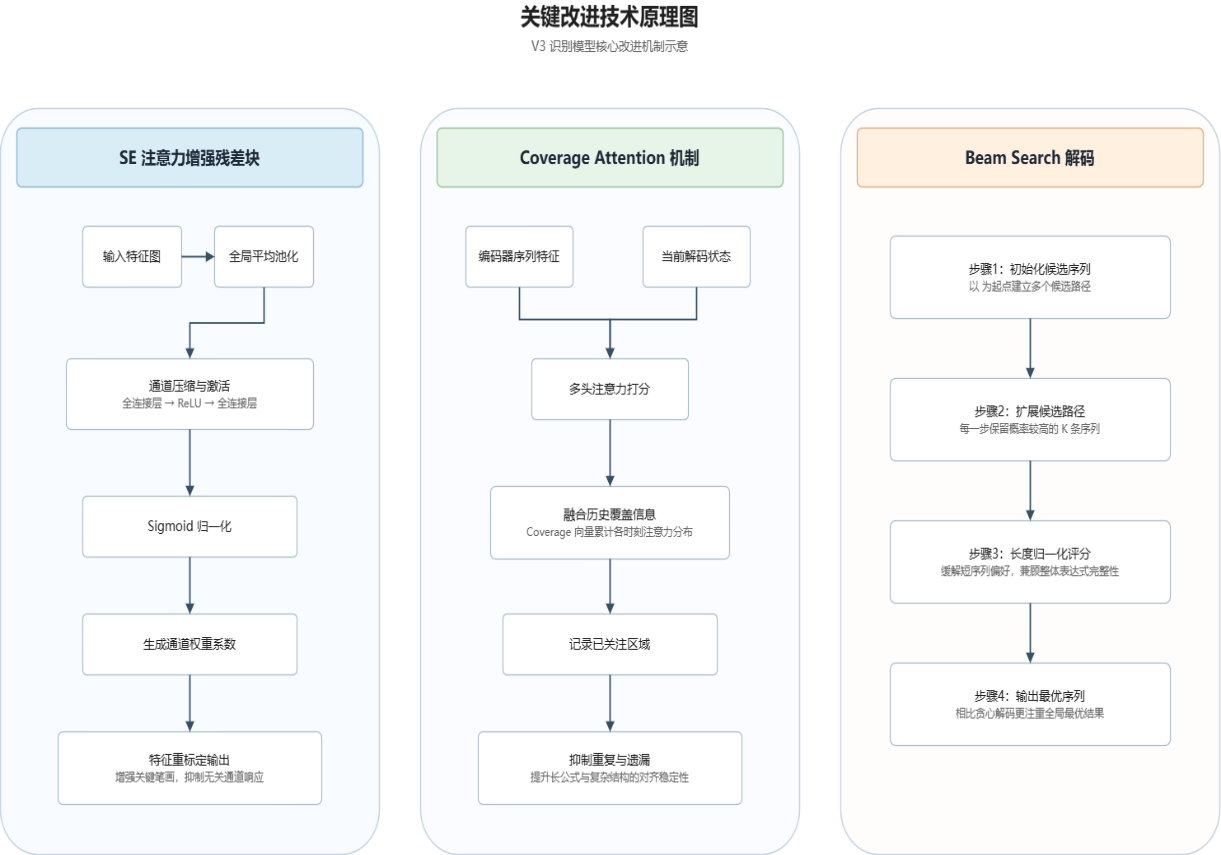 关键改进技术原理图
V3 识别模型核心改进机制示意
SE 注意力增强残差块
输入特征图
全局平均池化
通道压缩与激活
全连接层 → ReLU → 全连接层
Sigmoid 归一化
生成通道权重系数
特征重标定输出
增强关键笔画，抑制无关通道响应
Coverage Attention 机制
编码器序列特征
当前解码状态
多头注意力打分
融合历史覆盖信息
Coverage 向量累计各时刻注意力分布
记录已关注区域
抑制重复与遗漏
提升长公式与复杂结构的对齐稳定性
Beam Search 解码
步骤1：初始化候选序列
以 为起点建立多个候选路径
步骤2：扩展候选路径
每一步保留概率较高的 K 条序列
步骤3：长度归一化评分
缓解短序列偏好，兼顾整体表达式完整性
步骤4：输出最优序列
相比贪心解码更注重全局最优结果